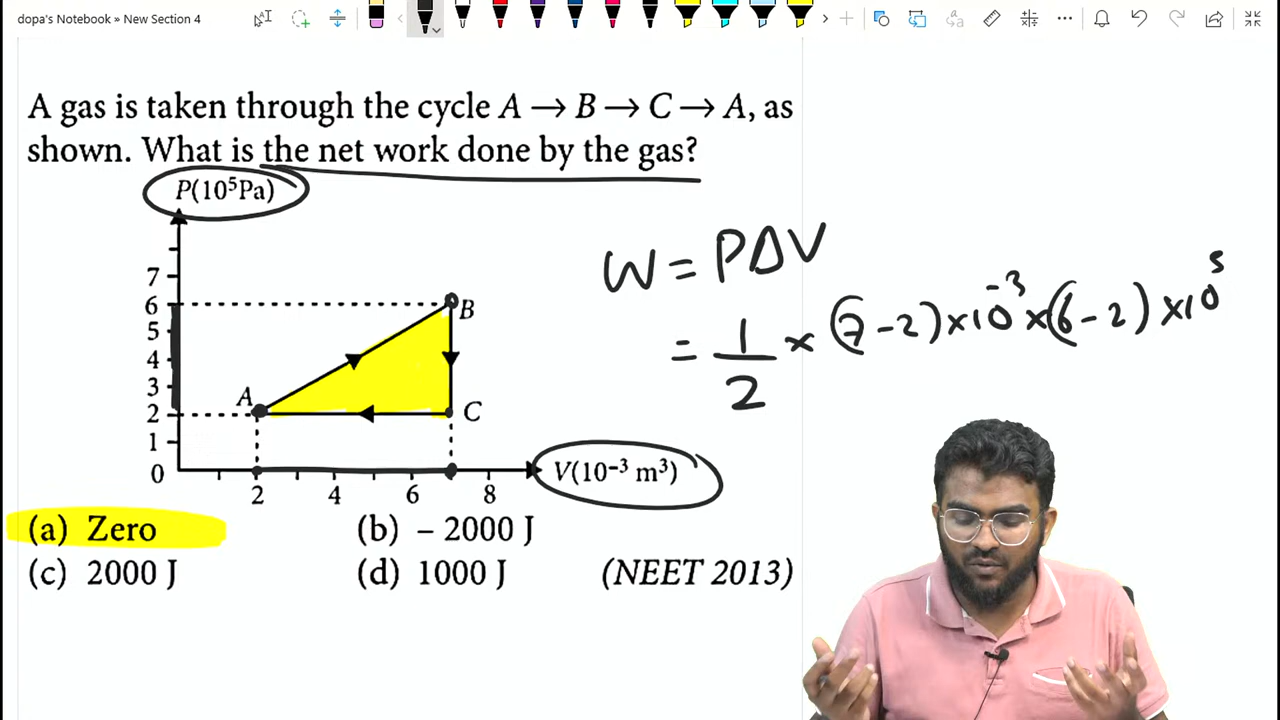 dopa's Notebook » New Section 4
A gas is taken through the cycle A → B → C → A, as
shown. What is the net work done by the gas?
P(10⁵Pa)
7
6
5
4
3
2
1
0
A
B
C
2 4 6 8
V(10⁻³ m³)
W = PΔV
= 1/2 × (7-2)×10⁻³×(6-2)×10⁵
(a) Zero (b) – 2000 J
(c) 2000 J (d) 1000 J (NEET 2013)